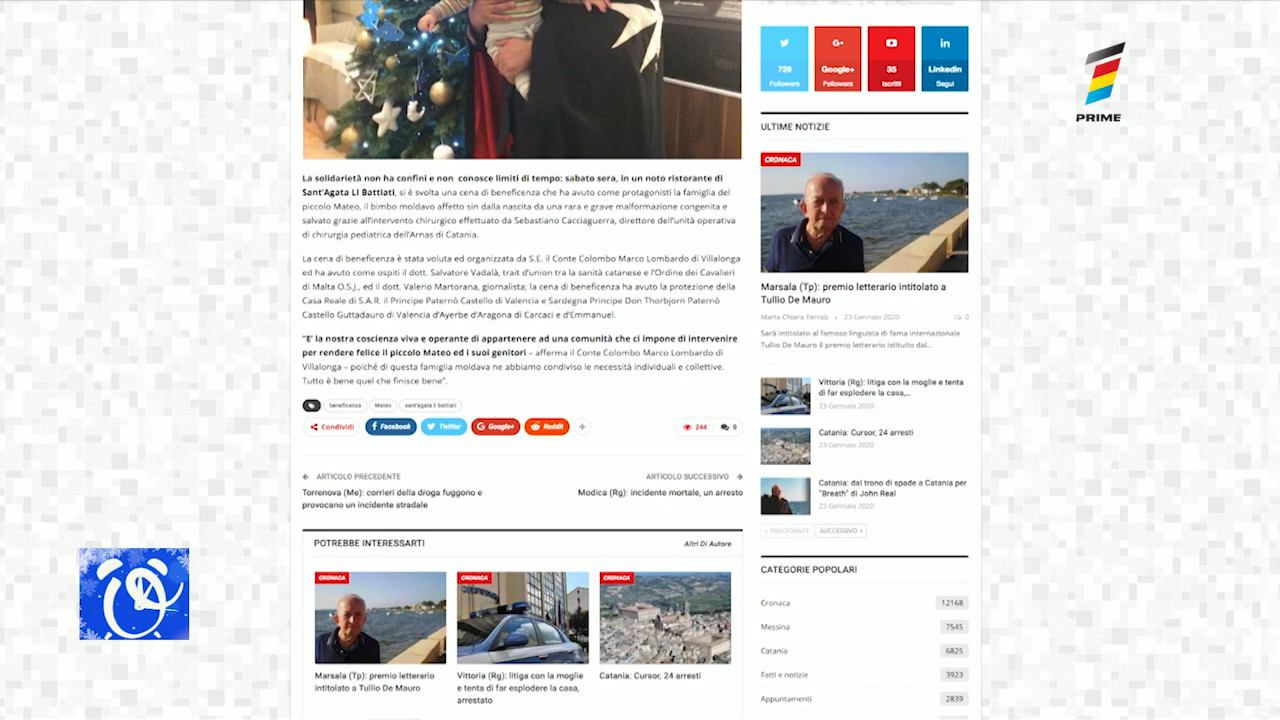 La solidarietà non ha confini e non conosce limiti di tempo: sabato sera, in un noto ristorante di
Sant'Agata Li Battiati, si è svolta una cena di beneficenza che ha avuto come protagonisti la famiglia del
piccolo Mateo, il bimbo moldavo affetto sin dalla nascita da una rara e grave malformazione congenita e
salvato grazie all'intervento chirurgico effettuato da Sebastiano Cacciaguerra, direttore dell'unità operativa
di chirurgia pediatrica dell'Arnas di Catania.
La cena di beneficenza è stata voluta ed organizzata da S.E. il Conte Colombo Marco Lombardo di Villalonga
ed ha avuto come ospiti il dott. Salvatore Vadalà, trait d'union tra la sanità catanese e l'Ordine dei Cavalieri
di Malta O.S.J., ed il dott. Valerio Martorana, giornalista; la cena di beneficenza ha avuto la protezione della
Casa Reale di S.A.R. il Principe Paternò Castello di Valencia e Sardegna Principe Don Thorbjorn Paternò
Castello Guttadauro di Valencia d'Ayerbe d'Aragona di Carcaci e d'Emmanuel.
"E' la nostra coscienza viva e operante di appartenere ad una comunità che ci impone di intervenire
per rendere felice il piccolo Mateo ed i suoi genitori – afferma il Conte Colombo Marco Lombardo di
Villalonga – poiché di questa famiglia moldava ne abbiamo condiviso le necessità individuali e collettive.
Tutto è bene quel che finisce bene".
beneficenza Mateo sant'agata li battiati
Condividi Facebook Twitter Google+ Reddit 244 0
ARTICOLO PRECEDENTE
Torrenova (Me): corrieri della droga fuggono e
provocano un incidente stradale
ARTICOLO SUCCESSIVO
Modica (Rg): incidente mortale, un arresto
POTREBBE INTERESSARTI
Altri Di Autore
CRONACA
Marsala (Tp): premio letterario
intitolato a Tullio De Mauro
CRONACA
Vittoria (Rg): litiga con la moglie
e tenta di far esplodere la casa,
arrestato
CRONACA
Catania: Cursor, 24 arresti
729
Followers
G+
Google+
Followers
35
Iscritti
in
Linkedin
Segui
ULTIME NOTIZIE
CRONACA
Marsala (Tp): premio letterario intitolato a
Tullio De Mauro
Maria Chiara Ferraù 23 Gennaio 2020 0
Sarà intitolato al famoso linguista di fama internazionale
Tullio De Mauro il premio letterario istituito dal...
Vittoria (Rg): litiga con la moglie e tenta
di far esplodere la casa,...
23 Gennaio 2020
Catania: Cursor, 24 arresti
23 Gennaio 2020
Catania: dal trono di spade a Catania per
"Breath" di John Real
23 Gennaio 2020
PRECEDENTE SUCCESSIVO
CATEGORIE POPOLARI
Cronaca 12168
Messina 7545
Catania 6825
Fatti e notizie 3923
Appuntamenti 2839
PRIME